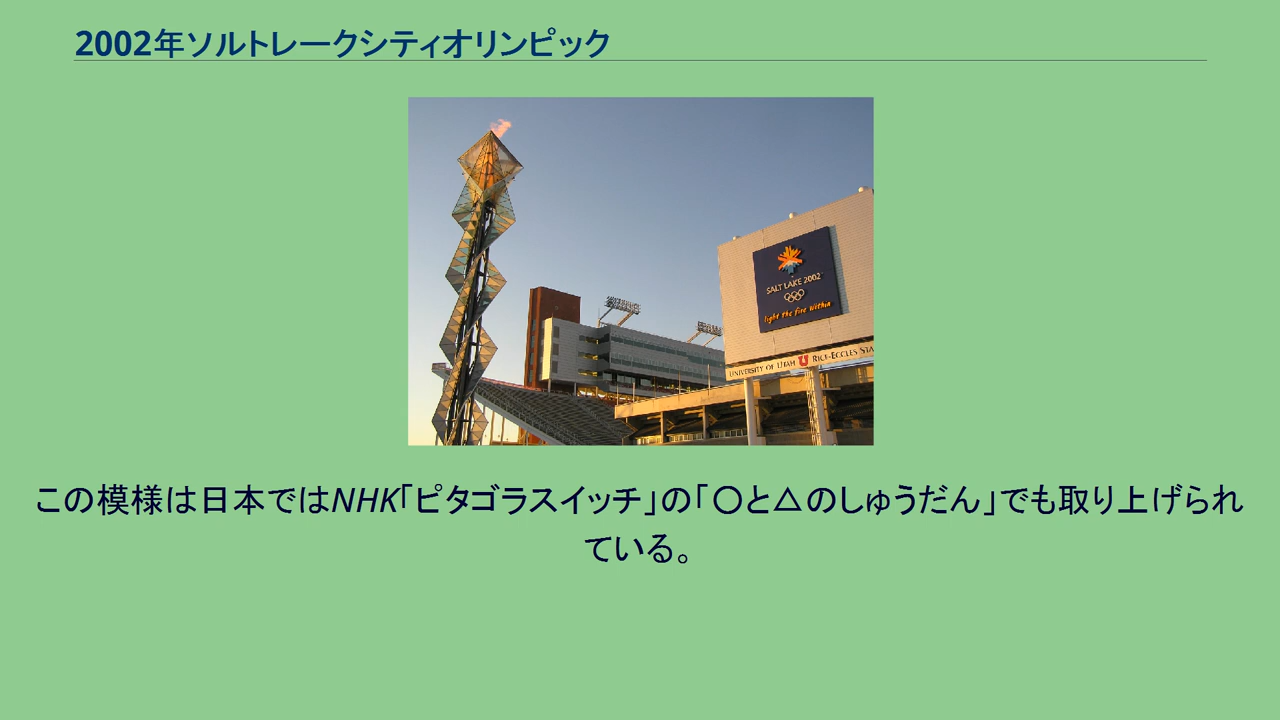 2002年ソルトレークシティオリンピック
SALT LAKE 2002
light the fire within
UNIVERSITY OF UTAH U RICE-ECCLES STA
この模様は日本ではNHK「ピタゴラスイッチ」の「〇と△のしゅうだん」でも取り上げられ
ている。